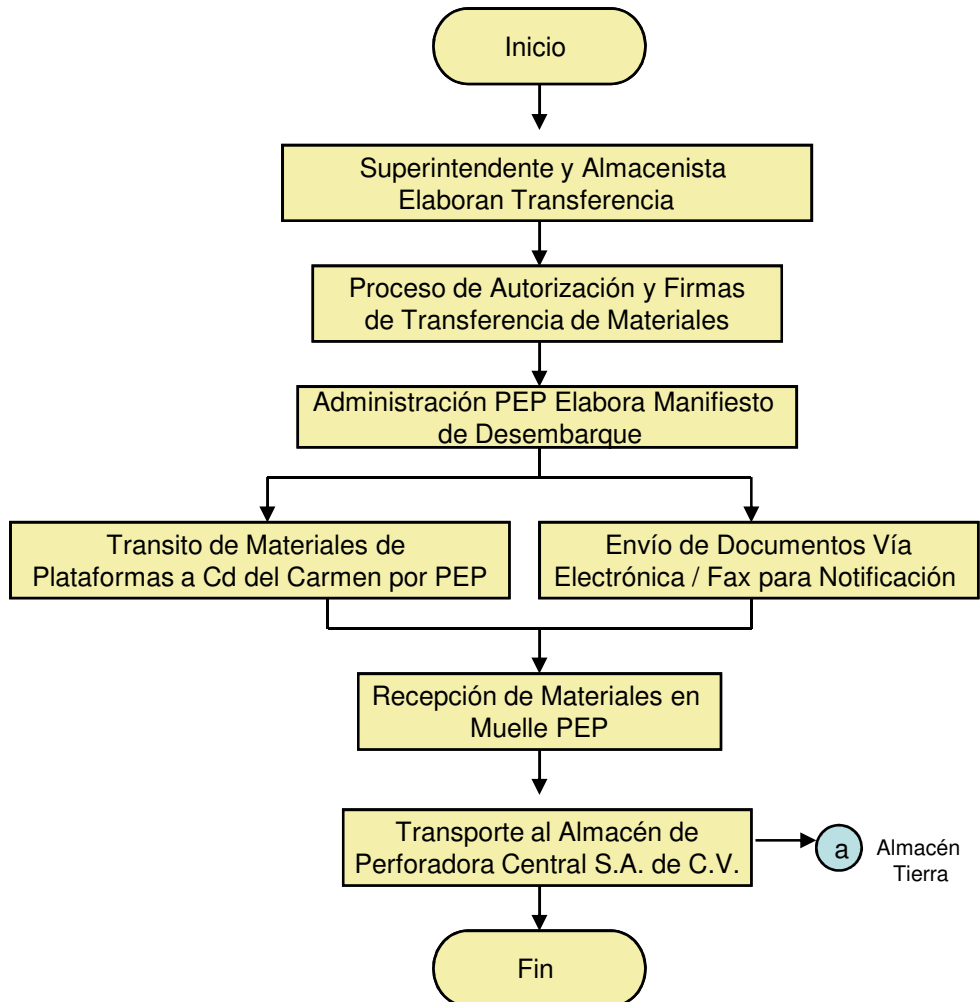 Inicio
Superintendente y Almacenista
Elaboran Transferencia
Proceso de Autorización y Firmas
de Transferencia de Materiales
Administración PEP Elabora Manifiesto
de Desembarque
Transito de Materiales de
Plataformas a Cd del Carmen por PEP
Envío de Documentos Vía
Electrónica / Fax para Notificación
Recepción de Materiales en
Muelle PEP
Transporte al Almacén de
Perforadora Central S.A. de C.V.
a
Almacén
Tierra
Fin